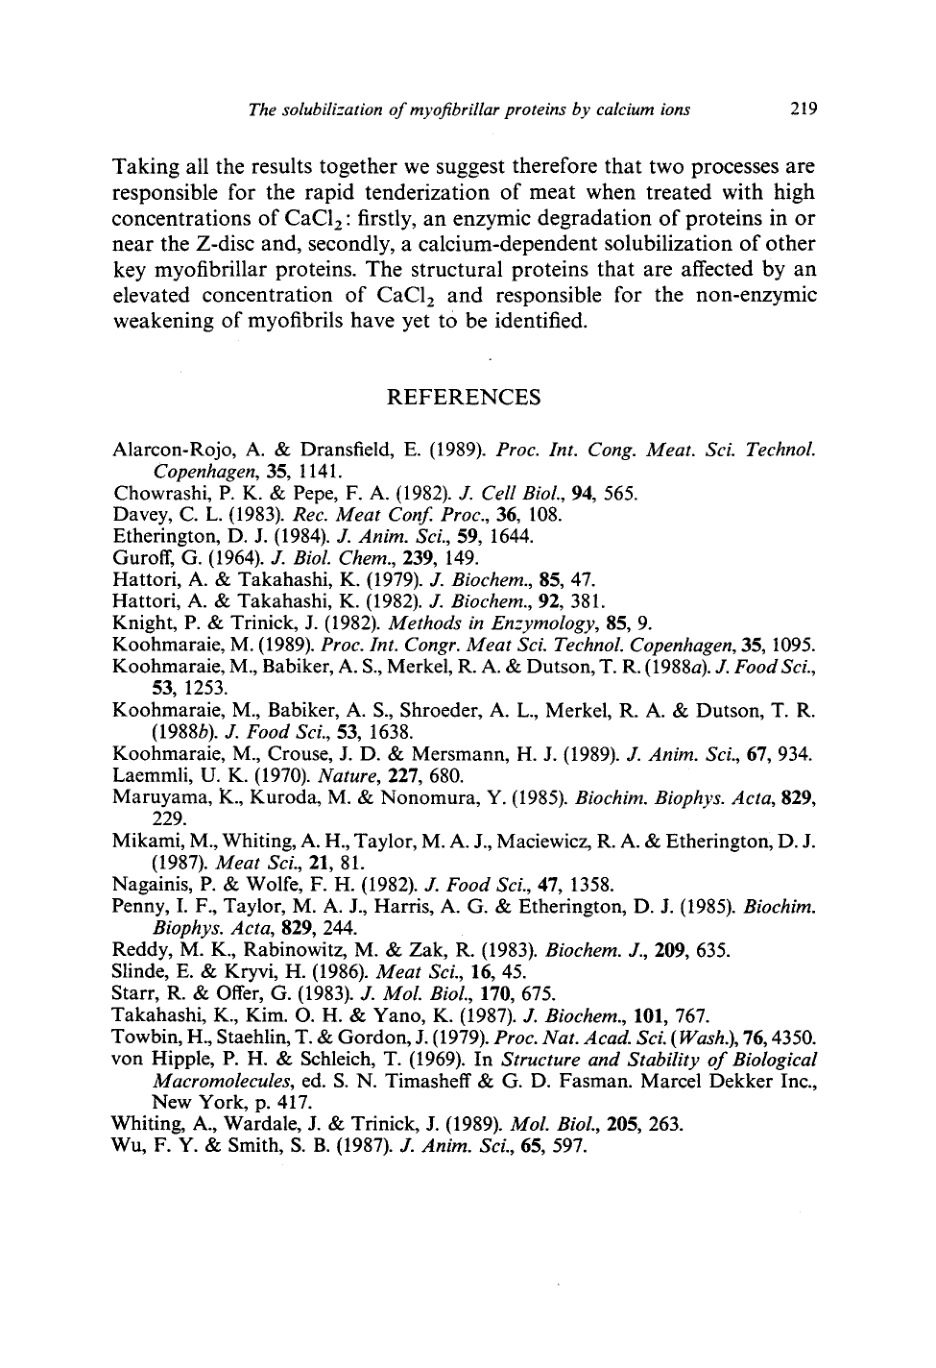 The solubilization of myofibrillar proteins by calcium ions 219
Taking all the results together we suggest therefore that two processes are
responsible for the rapid tenderization of meat when treated with high
concentrations of CaCl₂: firstly, an enzymic degradation of proteins in or
near the Z-disc and, secondly, a calcium-dependent solubilization of other
key myofibrillar proteins. The structural proteins that are affected by an
elevated concentration of CaCl₂ and responsible for the non-enzymic
weakening of myofibrils have yet to be identified.
REFERENCES
Alarcon-Rojo, A. & Dransfield, E. (1989). Proc. Int. Cong. Meat. Sci. Technol.
Copenhagen, 35, 1141.
Chowrashi, P. K. & Pepe, F. A. (1982). J. Cell Biol., 94, 565.
Davey, C. L. (1983). Rec. Meat Conf. Proc., 36, 108.
Etherington, D. J. (1984). J. Anim. Sci., 59, 1644.
Guroff, G. (1964). J. Biol. Chem., 239, 149.
Hattori, A. & Takahashi, K. (1979). J. Biochem., 85, 47.
Hattori, A. & Takahashi, K. (1982). J. Biochem., 92, 381.
Knight, P. & Trinick, J. (1982). Methods in Enzymology, 85, 9.
Koohmaraie, M. (1989). Proc. Int. Congr. Meat Sci. Technol. Copenhagen, 35, 1095.
Koohmaraie, M., Babiker, A. S., Merkel, R. A. & Dutson, T. R. (1988a). J. Food Sci.,
53, 1253.
Koohmaraie, M., Babiker, A. S., Shroeder, A. L., Merkel, R. A. & Dutson, T. R.
(1988b). J. Food Sci., 53, 1638.
Koohmaraie, M., Crouse, J. D. & Mersmann, H. J. (1989). J. Anim. Sci., 67, 934.
Laemmli, U. K. (1970). Nature, 227, 680.
Maruyama, K., Kuroda, M. & Nonomura, Y. (1985). Biochim. Biophys. Acta, 829,
229.
Mikami, M., Whiting, A. H., Taylor, M. A. J., Maciewicz, R. A. & Etherington, D. J.
(1987). Meat Sci., 21, 81.
Nagainis, P. & Wolfe, F. H. (1982). J. Food Sci., 47, 1358.
Penny, I. F., Taylor, M. A. J., Harris, A. G. & Etherington, D. J. (1985). Biochim.
Biophys. Acta, 829, 244.
Reddy, M. K., Rabinowitz, M. & Zak, R. (1983). Biochem. J., 209, 635.
Slinde, E. & Kryvi, H. (1986). Meat Sci., 16, 45.
Starr, R. & Offer, G. (1983). J. Mol. Biol., 170, 675.
Takahashi, K., Kim. O. H. & Yano, K. (1987). J. Biochem., 101, 767.
Towbin, H., Staehlin, T. & Gordon, J. (1979). Proc. Nat. Acad. Sci. (Wash.), 76, 4350.
von Hipple, P. H. & Schleich, T. (1969). In Structure and Stability of Biological
Macromolecules, ed. S. N. Timasheff & G. D. Fasman. Marcel Dekker Inc.,
New York, p. 417.
Whiting, A., Wardale, J. & Trinick, J. (1989). Mol. Biol., 205, 263.
Wu, F. Y. & Smith, S. B. (1987). J. Anim. Sci., 65, 597.